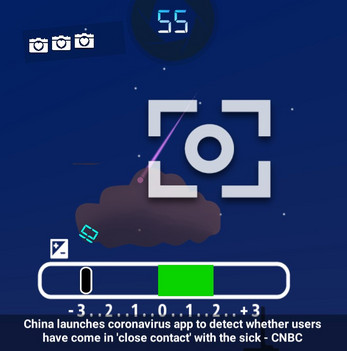 55
-3..2..1..0..1..2..+3
China launches coronavirus app to detect whether users
have come in 'close contact' with the sick - CNBC